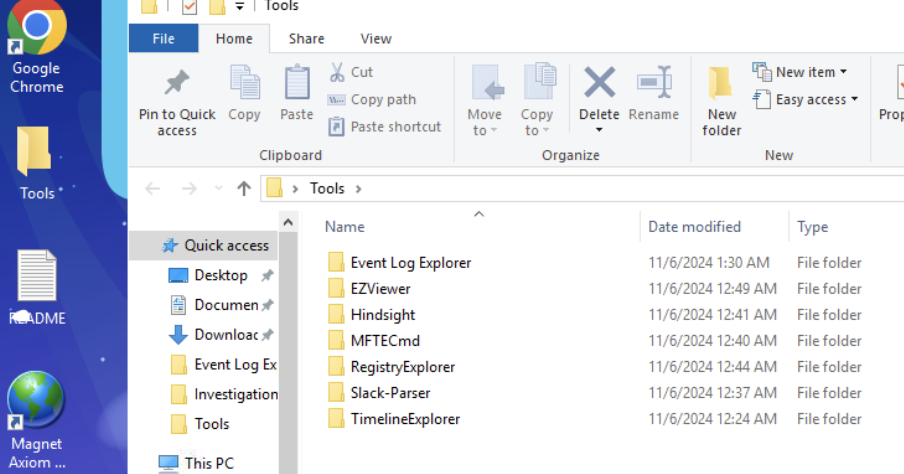 Google
Chrome
Tools
README
Magnet
Axiom ...
Tools
File
Home
Share
View
Pin to Quick
access
Copy
Paste
Cut
Copy path
Paste shortcut
Clipboard
Move
to
Copy
to
Delete
Rename
Organize
New
folder
New item
Easy access
New
Prop
Tools
Quick access
Desktop
Documen
Downloac
Event Log Ex
Investigation
Tools
This PC
Name
Date modified
Type
Event Log Explorer 11/6/2024 1:30 AM File folder
EZViewer 11/6/2024 12:49 AM File folder
Hindsight 11/6/2024 12:41 AM File folder
MFTECmd 11/6/2024 12:40 AM File folder
RegistryExplorer 11/6/2024 12:44 AM File folder
Slack-Parser 11/6/2024 12:37 AM File folder
TimelineExplorer 11/6/2024 12:24 AM File folder